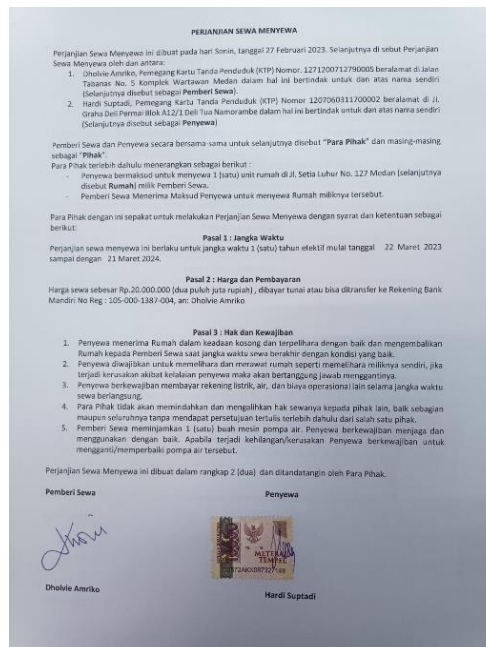 PERJANJIAN SEWA MENYEWA
Perjanjian Sewa Menyewa ini dibuat pada hari Senin, tanggal 27 Februari 2023. Selanjutnya di sebut Perjanjian
Sewa Menyewa oleh dan antara:
1. Dholvie Amriko, Pemegang Kartu Tanda Penduduk (KTP) Nomor. 1271200712790005 beralamat di Jalan
Tabanas No. 5 Komplek Wartawan Medan dalam hal ini bertindak untuk dan atas nama sendiri
(Selanjutnya disebut sebagai Pemberi Sewa).
2. Hardi Suptadi, Pemegang Kartu Tanda Penduduk (KTP) Nomor 1207060311700002 beralamat di Jl.
Graha Deli Permai Blok A12/1 Deli Tua Namorambe dalam hal ini bertindak untuk dan atas nama sendiri
(Selanjutnya disebut sebagai Penyewa)
Pemberi Sewa dan Penyewa secara bersama-sama untuk selanjutnya disebut "Para Pihak" dan masing-masing
sebagai "Pihak".
Para Pihak terlebih dahulu menerangkan sebagai berikut :
- Penyewa bermaksud untuk menyewa 1 (satu) unit rumah di Jl. Setia Luhur No. 127 Medan (selanjutnya
disebut Rumah) milik Pemberi Sewa.
- Pemberi Sewa Menerima Maksud Penyewa untuk menyewa Rumah miliknya tersebut.
Para Pihak dengan ini sepakat untuk melakukan Perjanjian Sewa Menyewa dengan syarat dan ketentuan sebagai
berikut:
Pasal 1 : Jangka Waktu
Perjanjian sewa menyewa ini berlaku untuk jangka waktu 1 (satu) tahun efektif mulai tanggal 22 Maret 2023
sampai dengan 21 Maret 2024.
Pasal 2 : Harga dan Pembayaran
Harga sewa sebesar Rp.20.000.000 (dua puluh juta rupiah) , dibayar tunai atau bisa ditransfer ke Rekening Bank
Mandiri No Reg : 105-000-1387-004, an: Dholvie Amriko
Pasal 3 : Hak dan Kewajiban
1. Penyewa menerima Rumah dalam keadaan kosong dan terpelihara dengan baik dan mengembalikan
Rumah kepada Pemberi Sewa saat jangka waktu sewa berakhir dengan kondisi yang baik.
2. Penyewa diwajibkan untuk memelihara dan merawat rumah seperti memelihara miliknya sendiri, jika
terjadi kerusakan akibat kelalaian penyewa maka akan bertanggung jawab menggantinya.
3. Penyewa berkewajiban membayar rekening listrik, air, dan biaya operasional lain selama jangka waktu
sewa berlangsung.
4. Para Pihak tidak akan memindahkan dan mengalihkan hak sewanya kepada pihak lain, baik sebagian
maupun seluruhnya tanpa mendapat persetujuan tertulis terlebih dahulu dari salah satu pihak.
5. Pemberi Sewa meminjamkan 1 (satu) buah mesin pompa air. Penyewa berkewajiban menjaga dan
menggunakan dengan baik. Apabila terjadi kehilangan/kerusakan Penyewa berkewajiban untuk
mengganti/memperbaiki pompa air tersebut.
Perjanjian Sewa Menyewa ini dibuat dalam rangkap 2 (dua) dan ditandatangin oleh Para Pihak.
Pemberi Sewa
Penyewa
METERAI
TEMPEL
Dholvie Amriko
Hardi Suptadi